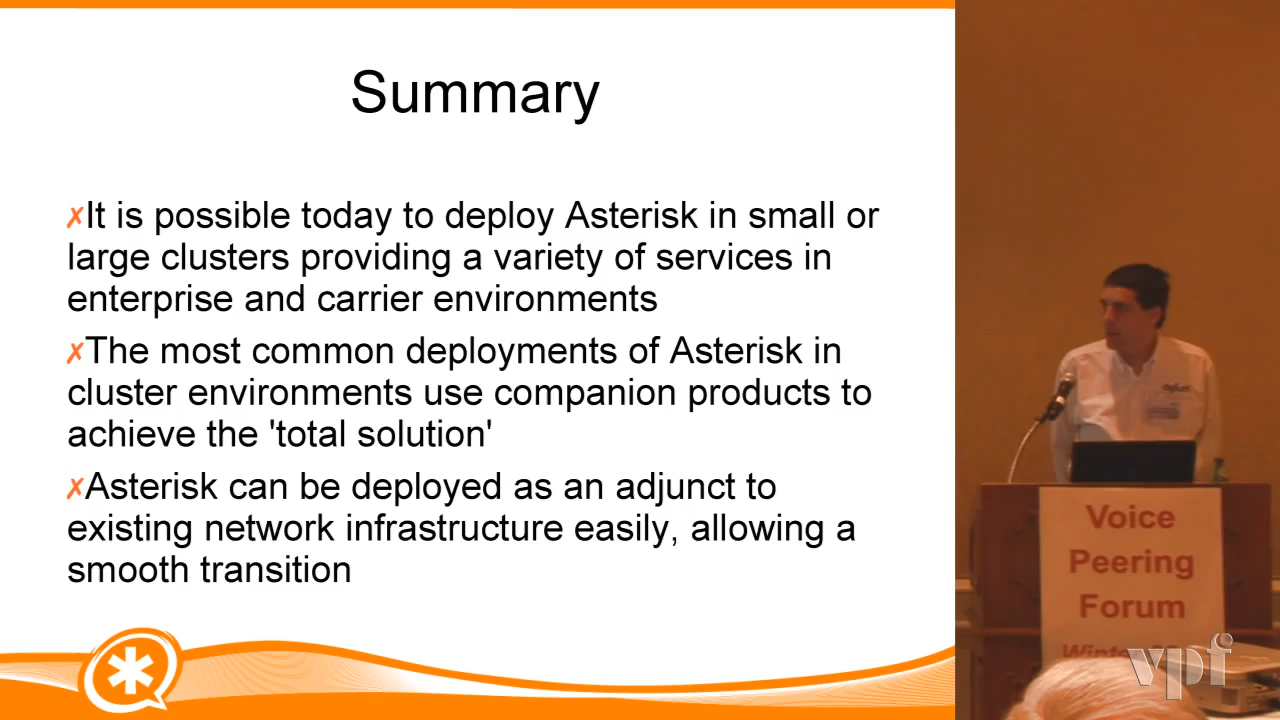 Summary
✗It is possible today to deploy Asterisk in small or
large clusters providing a variety of services in
enterprise and carrier environments
✗The most common deployments of Asterisk in
cluster environments use companion products to
achieve the 'total solution'
✗Asterisk can be deployed as an adjunct to
existing network infrastructure easily, allowing a
smooth transition
Voice
Peering
Forum
vpf